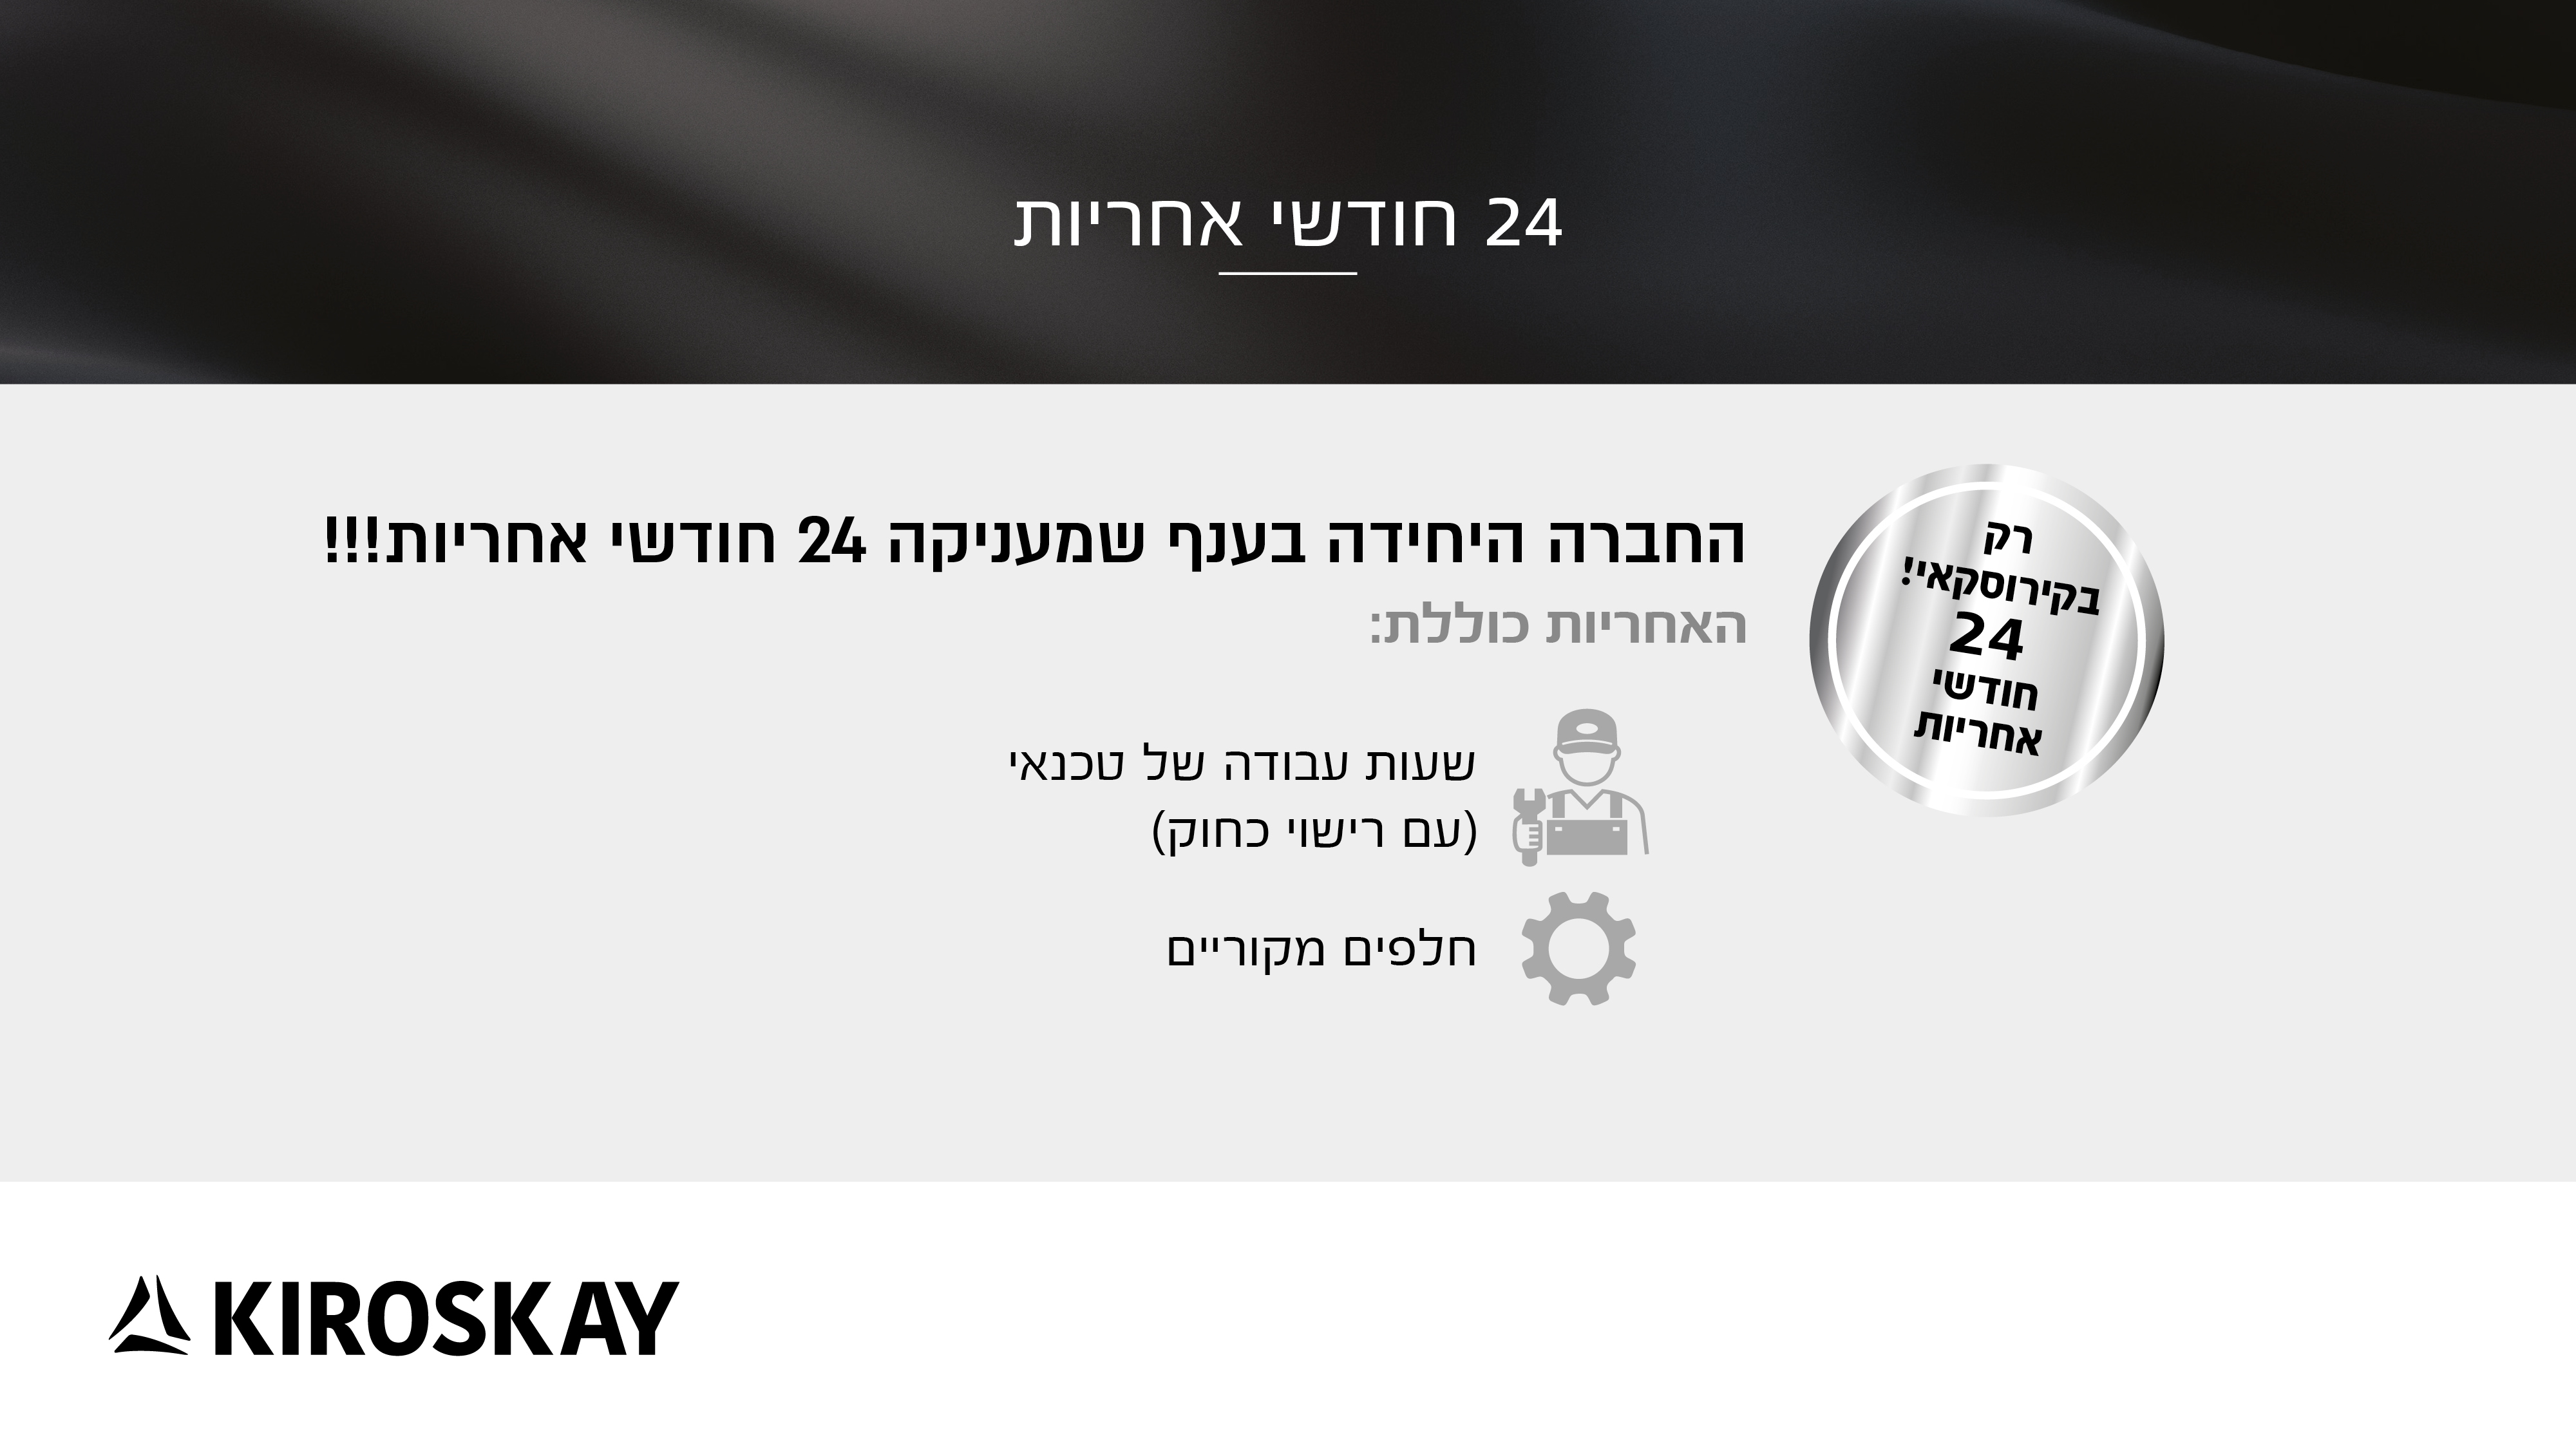 24 חודשי אחריות
החברה היחידה בענף שמעניקה 24 חודשי אחריות!!!
האחריות כוללת:
שעות עבודה של טכנאי
(עם רישוי כחוק)
חלפים מקוריים
רק
בקירוסקאי!
24
חודשי
אחריות
KIROSKAY